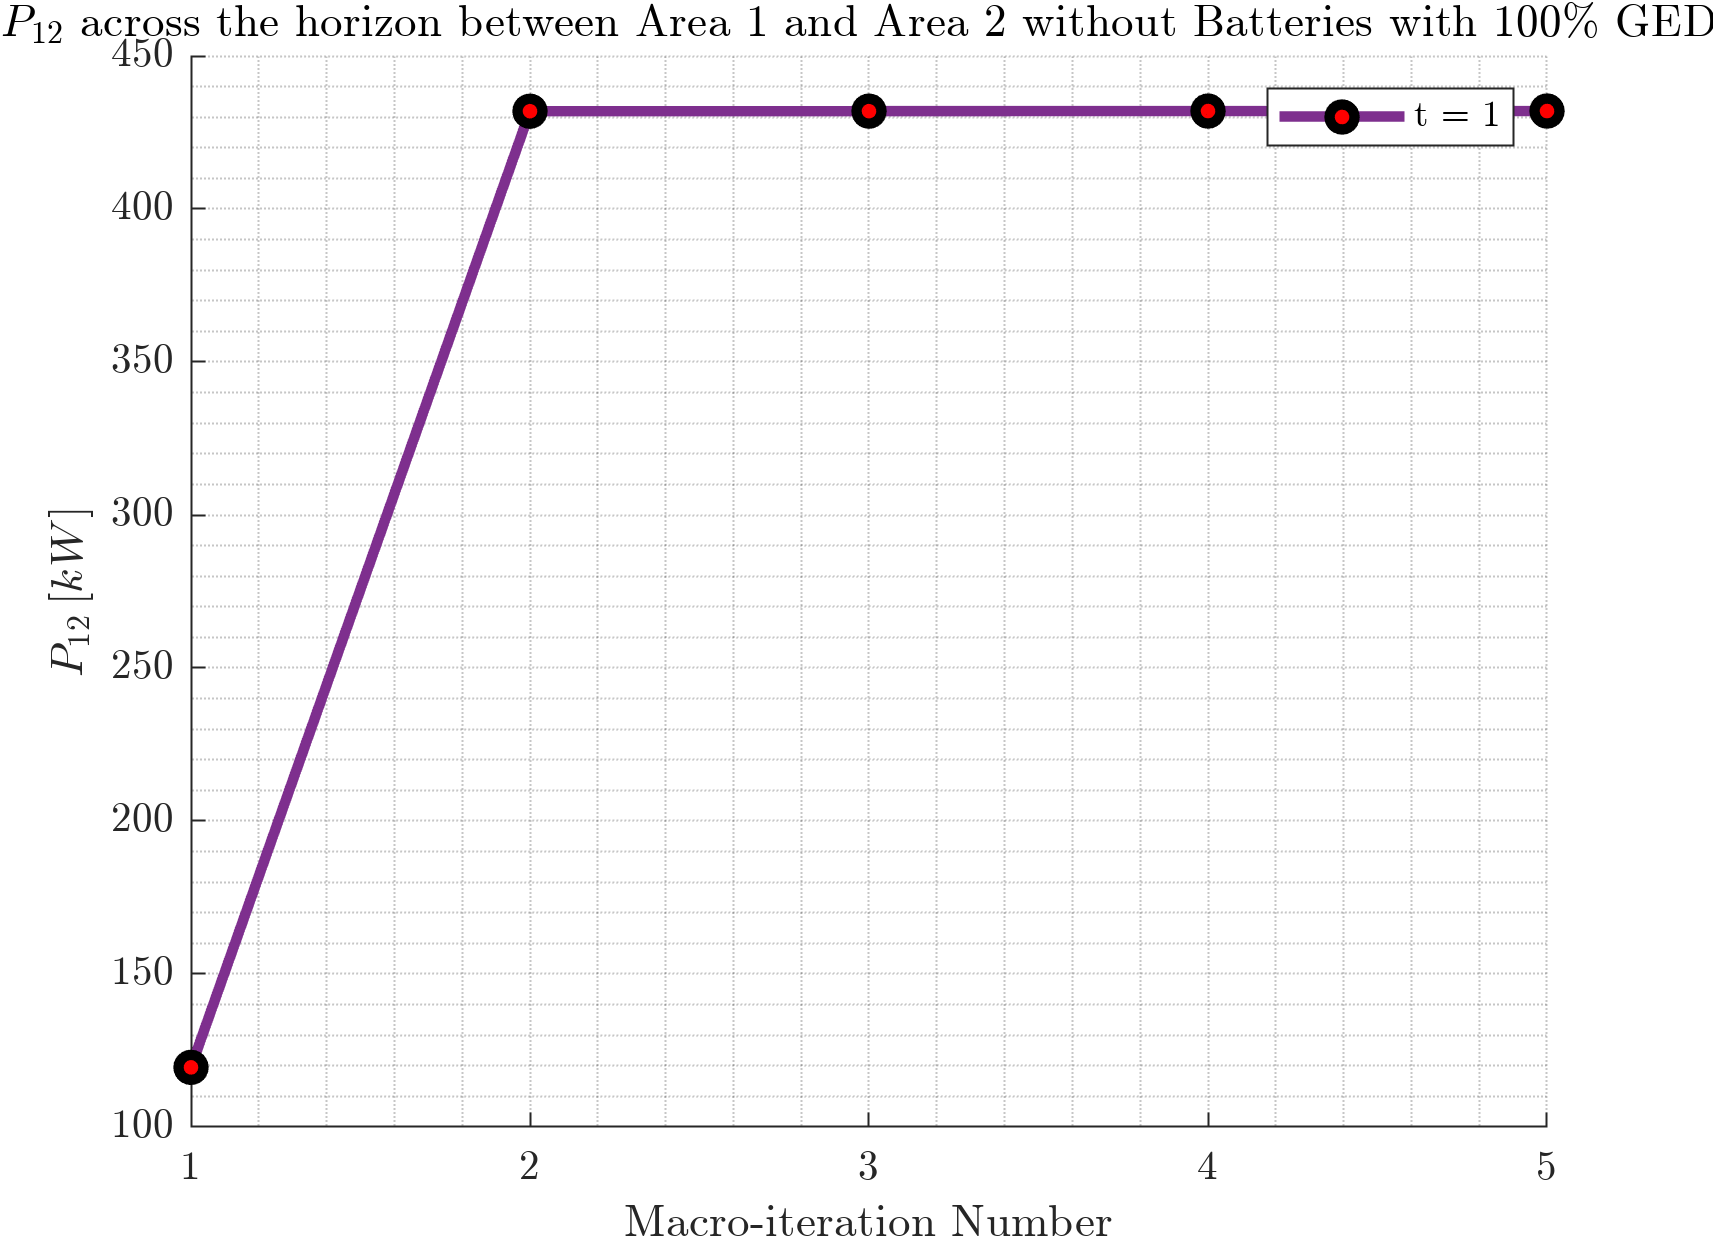 P₁₂ across the horizon between Area 1 and Area 2 without Batteries with 100% GED
450
400
350
300
250
200
150
100
P₁₂ [kW]
t = 1
1 2 3 4 5
Macro-iteration Number